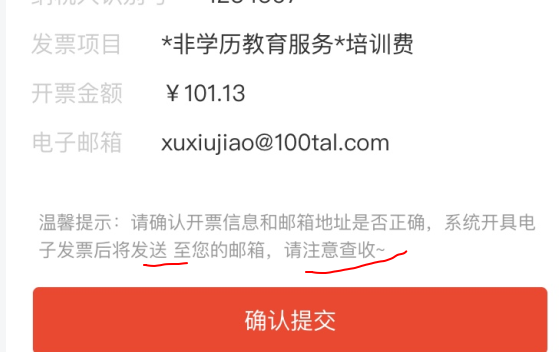 发票项目 *非学历教育服务*培训费
开票金额 ￥101.13
电子邮箱 xuxiujiao@100tal.com
温馨提示：请确认开票信息和邮箱地址是否正确，系统开具电
子发票后将发送 至您的邮箱，请注意查收~
确认提交